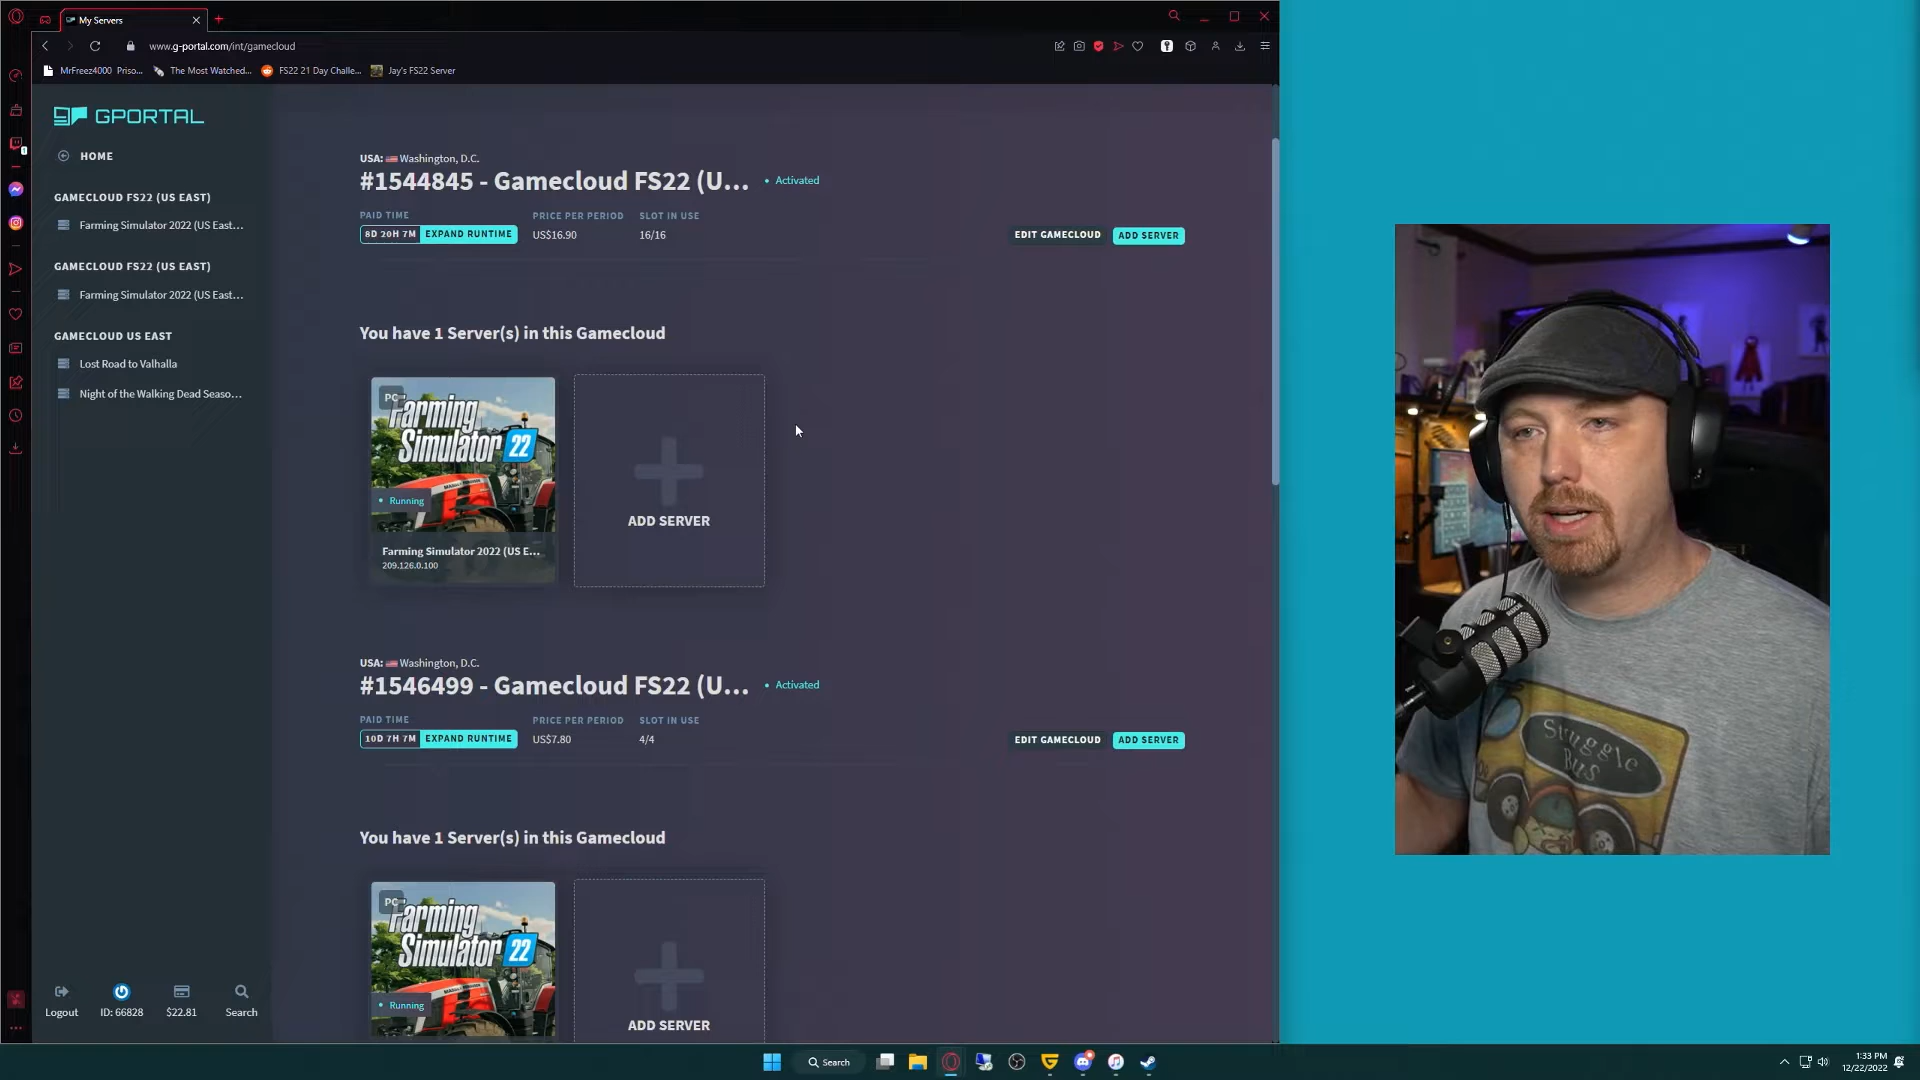 My Servers
www.g-portal.com/int/gamecloud
MrFreez4000 Priso...
The Most Watched...
FS22 21 Day Challe...
Jay's FS22 Server
GPORTAL
HOME
GAMECLOUD FS22 (US EAST)
Farming Simulator 2022 (US East...
GAMECLOUD FS22 (US EAST)
Farming Simulator 2022 (US East...
GAMECLOUD US EAST
Lost Road to Valhalla
Night of the Walking Dead Seaso...
Logout
ID: 66828
$22.81
Search
USA: Washington, D.C.
#1544845 - Gamecloud FS22 (U...
• Activated
PAID TIME
PRICE PER PERIOD
SLOT IN USE
8D 20H 7M
EXPAND RUNTIME
US$16.90
16/16
EDIT GAMECLOUD
ADD SERVER
You have 1 Server(s) in this Gamecloud
PC
Farming
Simulator 22
• Running
Farming Simulator 2022 (US E...
209.126.0.100
ADD SERVER
USA: Washington, D.C.
#1546499 - Gamecloud FS22 (U...
• Activated
PAID TIME
PRICE PER PERIOD
SLOT IN USE
10D 7H 7M
EXPAND RUNTIME
US$7.80
4/4
EDIT GAMECLOUD
ADD SERVER
You have 1 Server(s) in this Gamecloud
PC
Farming
Simulator 22
• Running
ADD SERVER
RODE
Struggle
Bus
Search
1:33 PM
12/22/2022